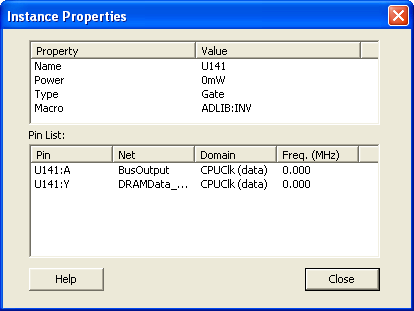 Instance Properties
Property Value
Name U141
Power 0mW
Type Gate
Macro ADLIB:INV
Pin List:
Pin Net Domain Freq. (MHz)
U141:A BusOutput CPUClk (data) 0.000
U141:Y DRAMData_... CPUClk (data) 0.000
Help Close